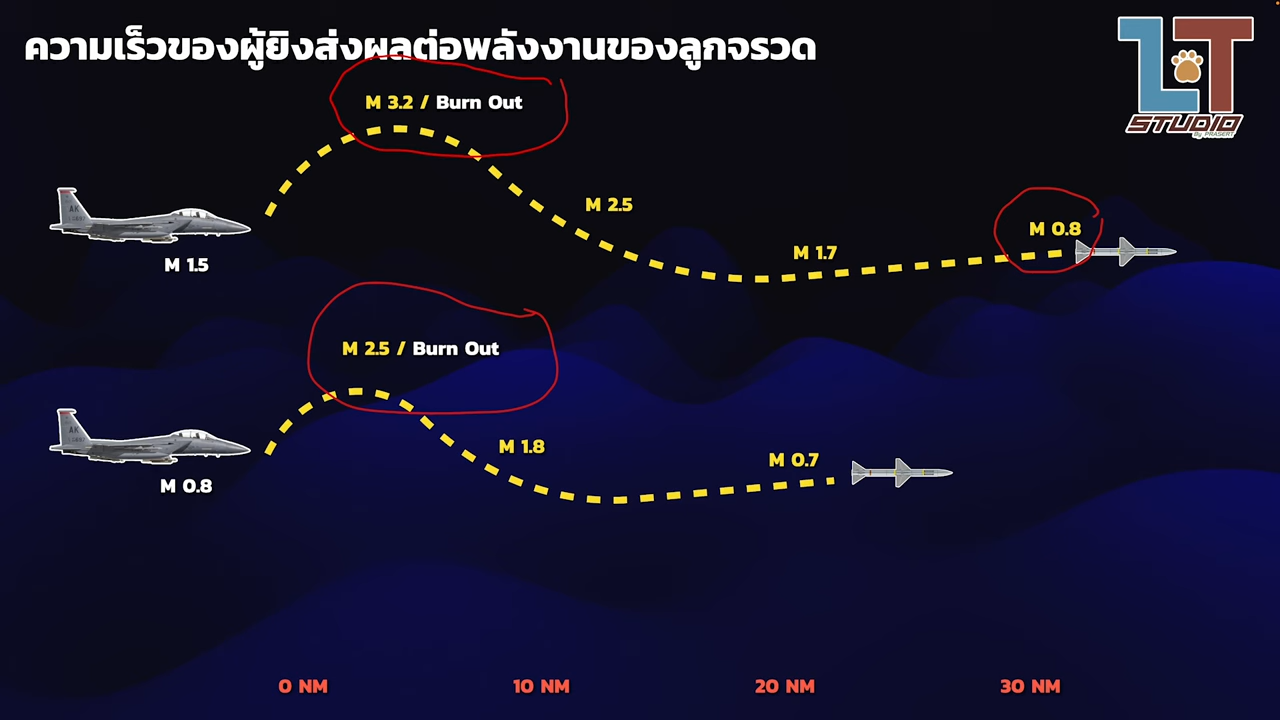 ความเร็วของผู้ยิงส่งผลต่อพลังงานของลูกจรวด
LT
STUDIO
By PRASERT
M 3.2 / Burn Out
M 2.5
M 1.7
M 0.8
M 1.5
M 2.5 / Burn Out
M 1.8
M 0.7
M 0.8
0 NM
10 NM
20 NM
30 NM